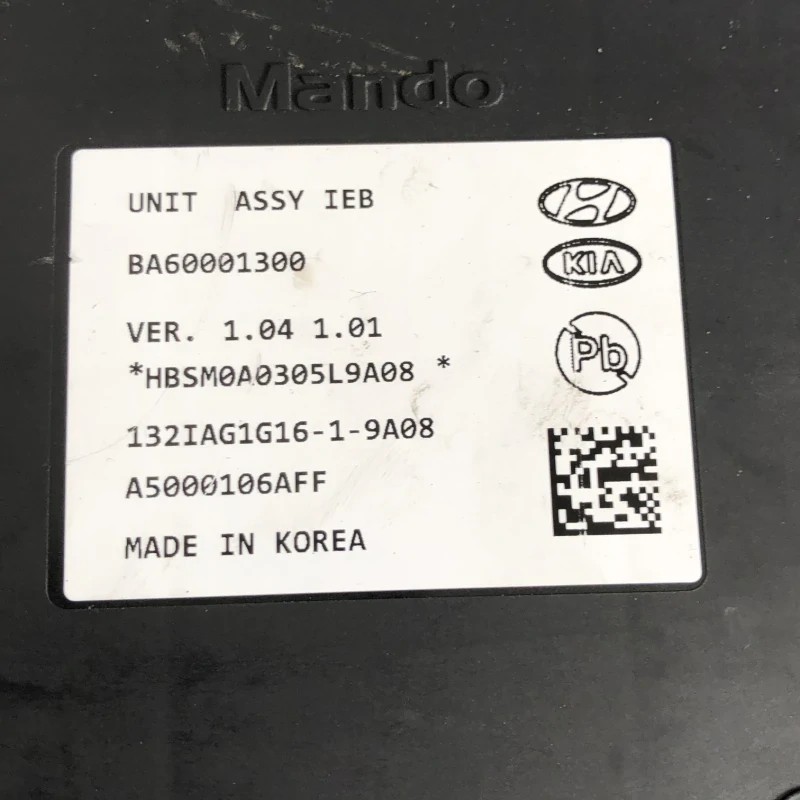 Mando
UNIT ASSY IEB
BA60001300
KIA
VER. 1.04 1.01
Pb
*HBSM0A0305L9A08 *
132IAG1G16-1-9A08
A5000106AFF
MADE IN KOREA